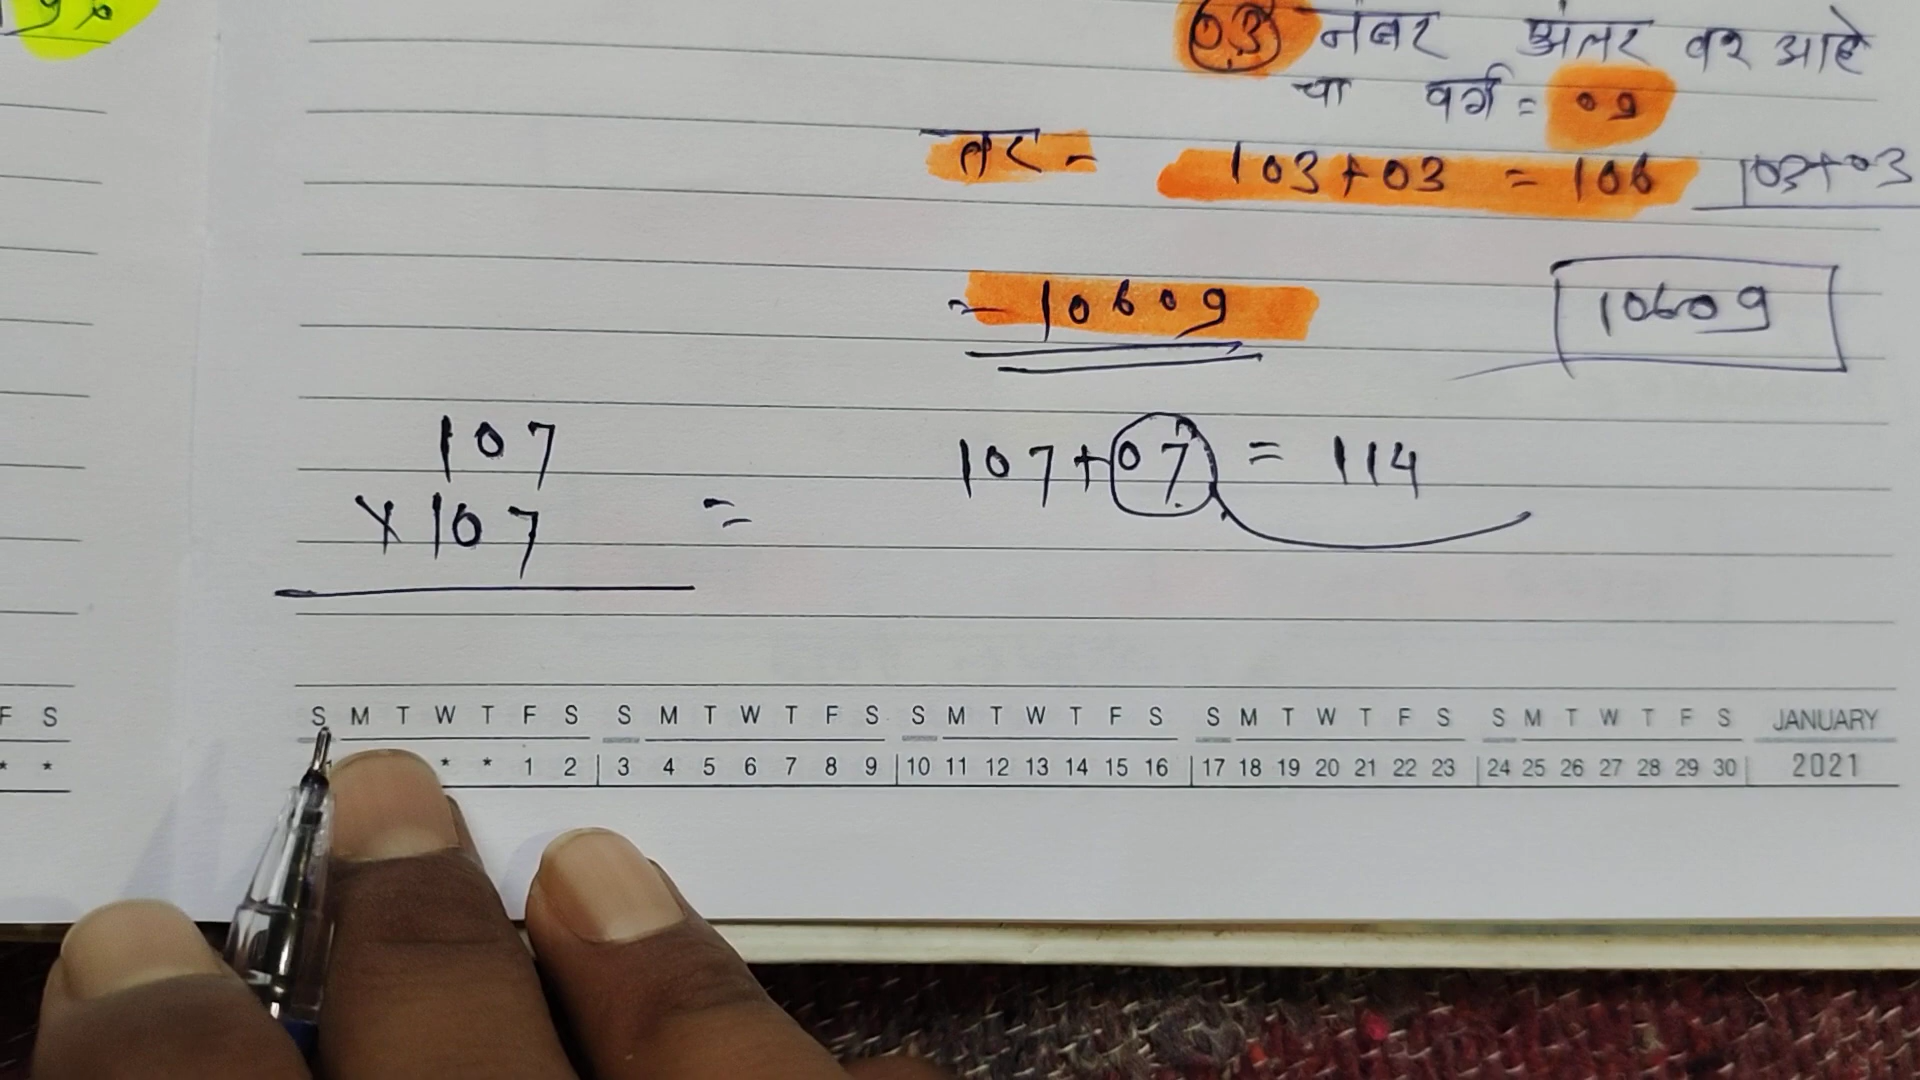 03 नंबर अंतर वर आहे
चा वर्ग = 09
तर - 103+03 = 106 103+03
= 10609 10609
107 107+07 = 114
X 107 =
F S S M T W T F S S M T W T F S S M T W T F S S M T W T F S S M T W T F S JANUARY
* * * * 1 2 3 4 5 6 7 8 9 10 11 12 13 14 15 16 17 18 19 20 21 22 23 24 25 26 27 28 29 30 2021